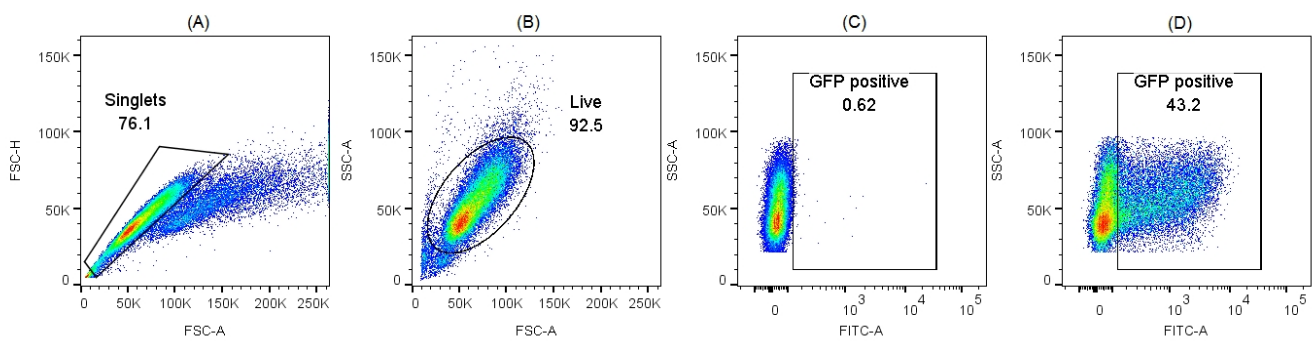 (A)
150K
100K
50K
0
FSC-H
Singlets
76.1
0 50K 100K 150K 200K 250K
FSC-A
(B)
150K
100K
50K
0
SSC-A
Live
92.5
50K 100K 150K 200K 250K
FSC-A
(C)
150K
100K
50K
0
SSC-A
GFP positive
0.62
0 10^3 10^4 10^5
FITC-A
(D)
150K
100K
50K
0
SSC-A
GFP positive
43.2
0 10^3 10^4 10^5
FITC-A